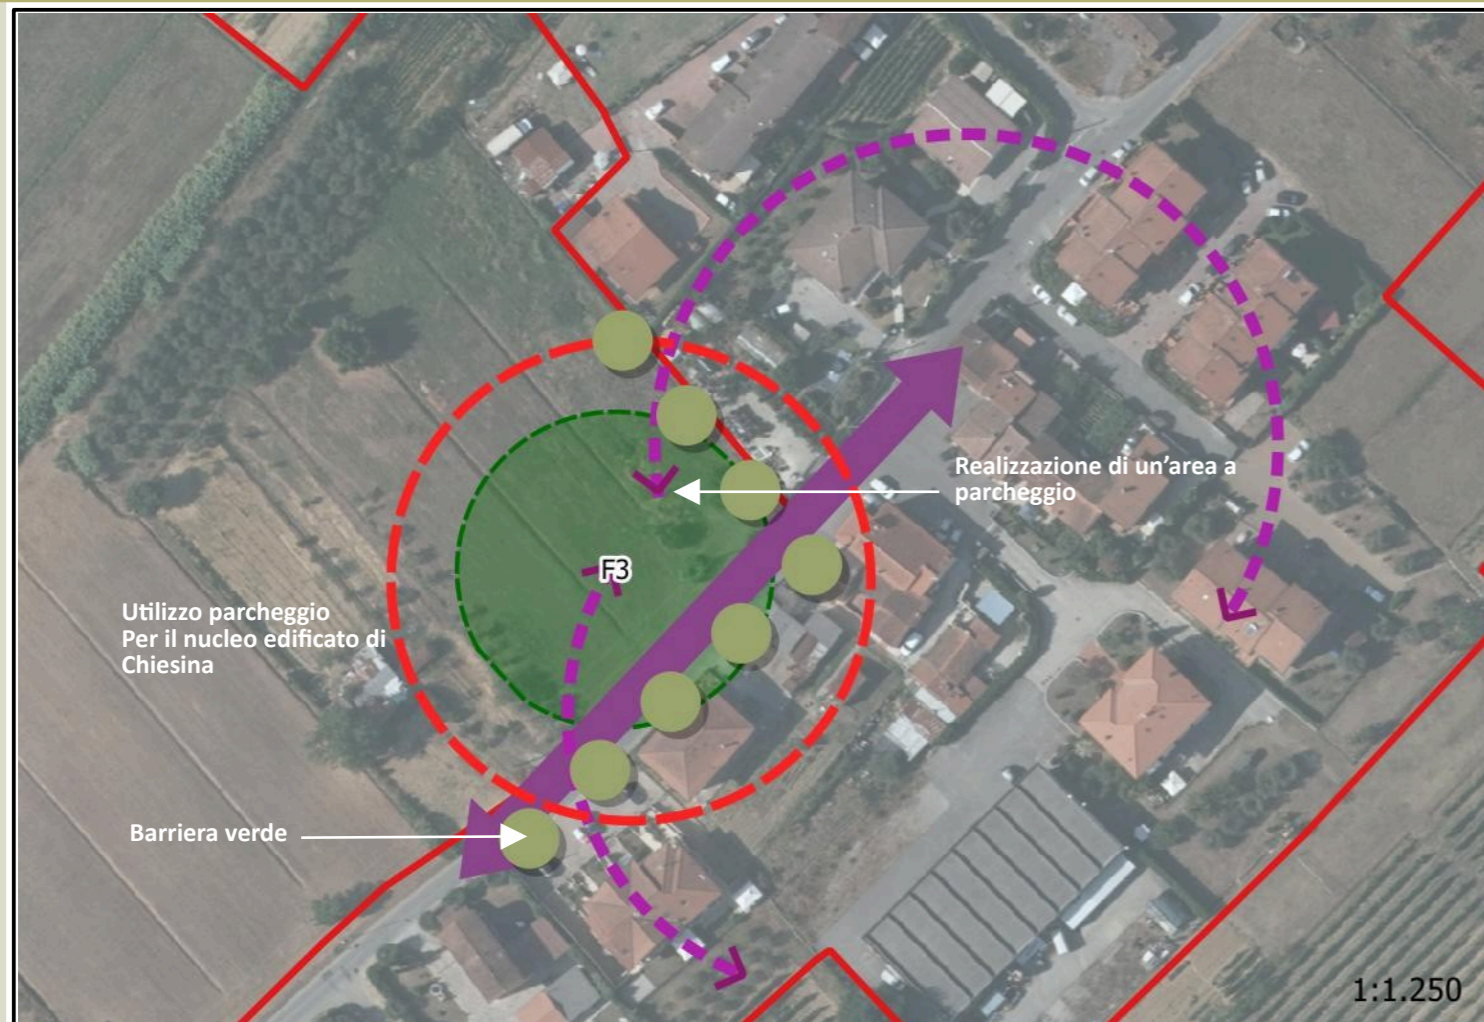 Realizzazione di un’area a
parcheggio
F3
Utilizzo parcheggio
Per il nucleo edificato di
Chiesina
Barriera verde
1:1.250